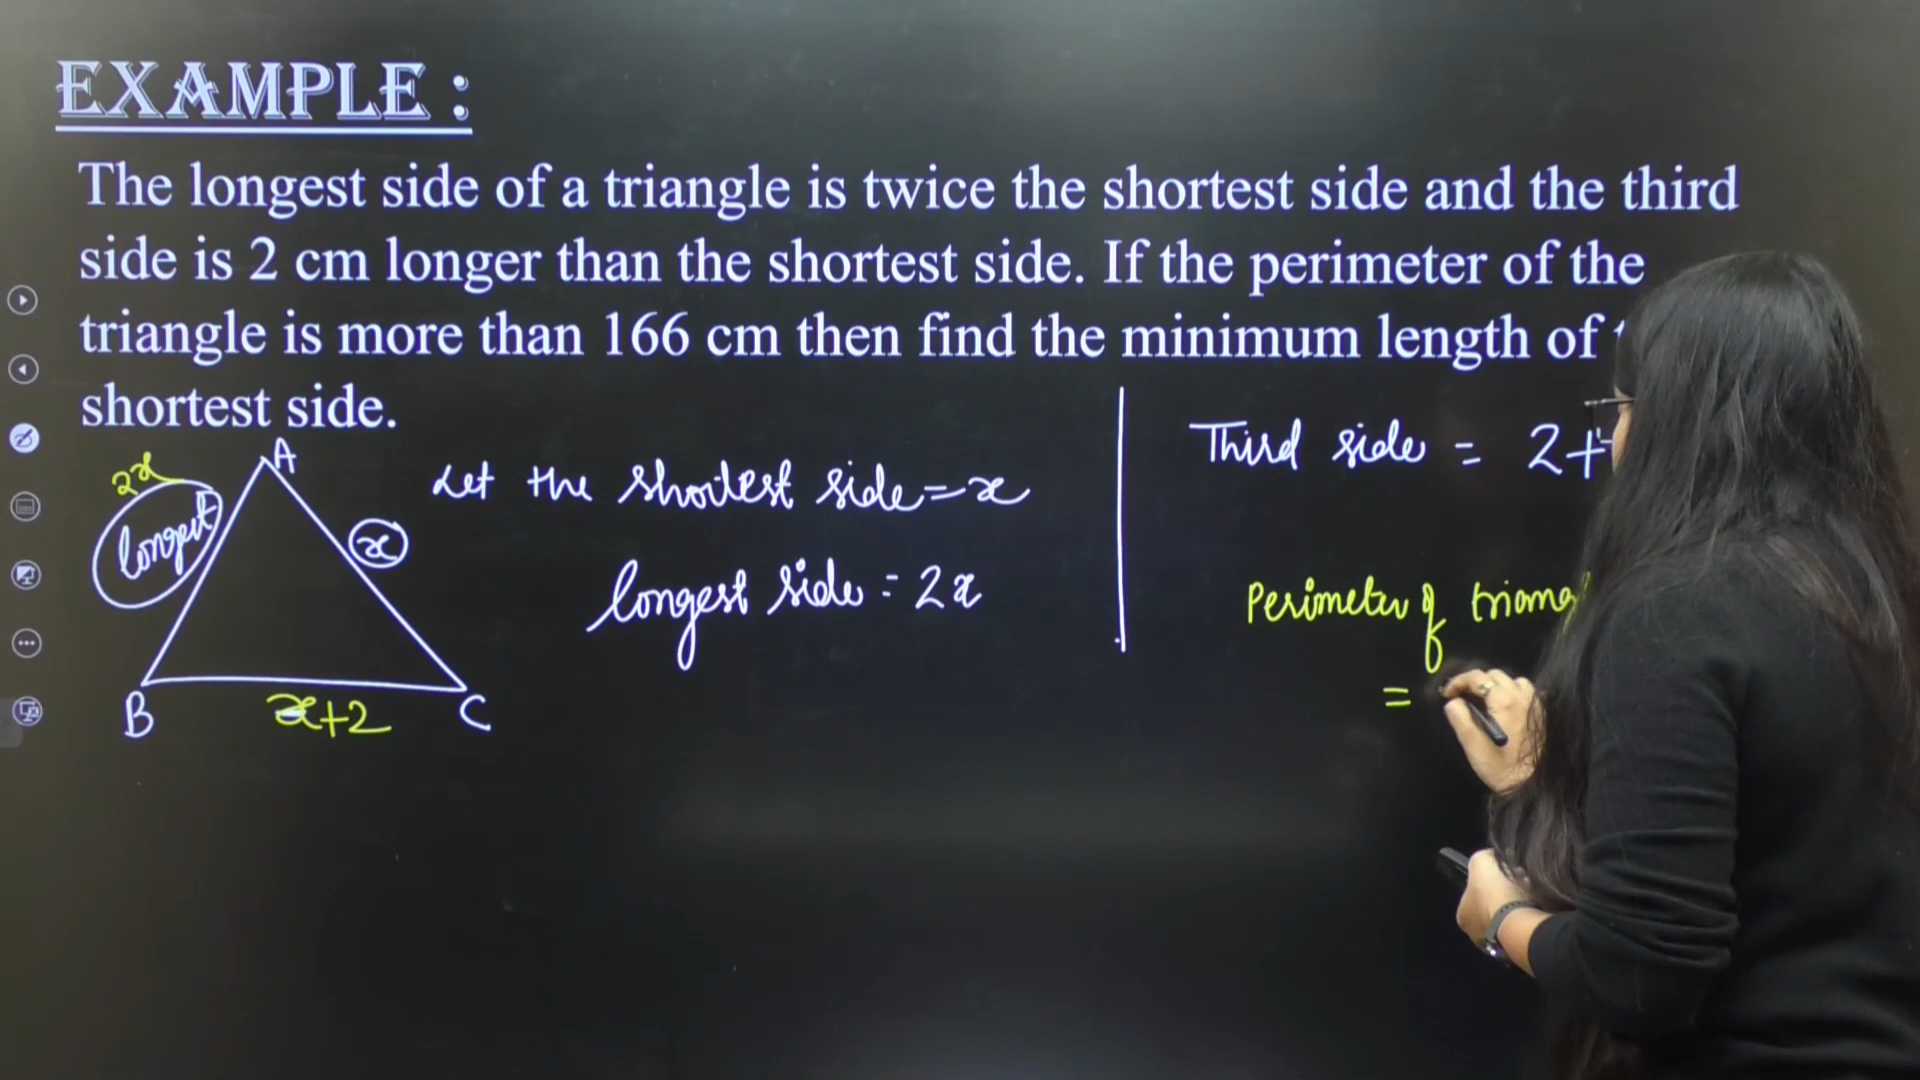 EXAMPLE :
The longest side of a triangle is twice the shortest side and the third
side is 2 cm longer than the shortest side. If the perimeter of the
triangle is more than 166 cm then find the minimum length of
shortest side.
A
2x
longest
x
B
x+2
C
Let the shortest side = x
longest side = 2x
Third side = 2+
Perimeter of
=